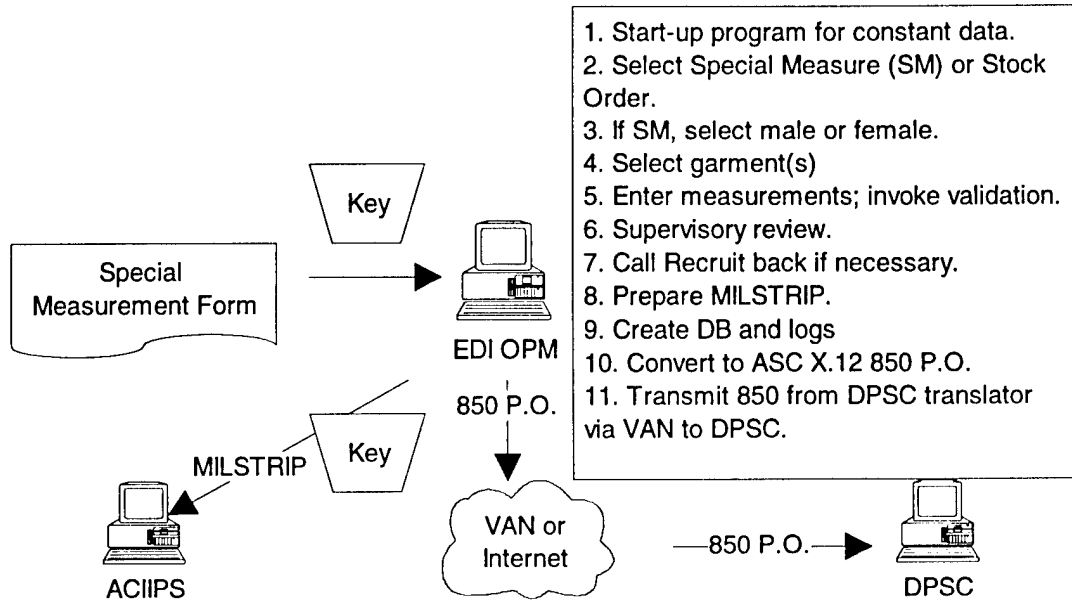 1. Start-up program for constant data.
2. Select Special Measure (SM) or Stock
Order.
3. If SM, select male or female.
4. Select garment(s)
5. Enter measurements; invoke validation.
6. Supervisory review.
7. Call Recruit back if necessary.
8. Prepare MILSTRIP.
9. Create DB and logs
10. Convert to ASC X.12 850 P.O.
11. Transmit 850 from DPSC translator
via VAN to DPSC.
Key
Special
Measurement Form
EDI OPM
850 P.O.
Key
MILSTRIP
ACIIPS
VAN or
Internet
850 P.O.
DPSC